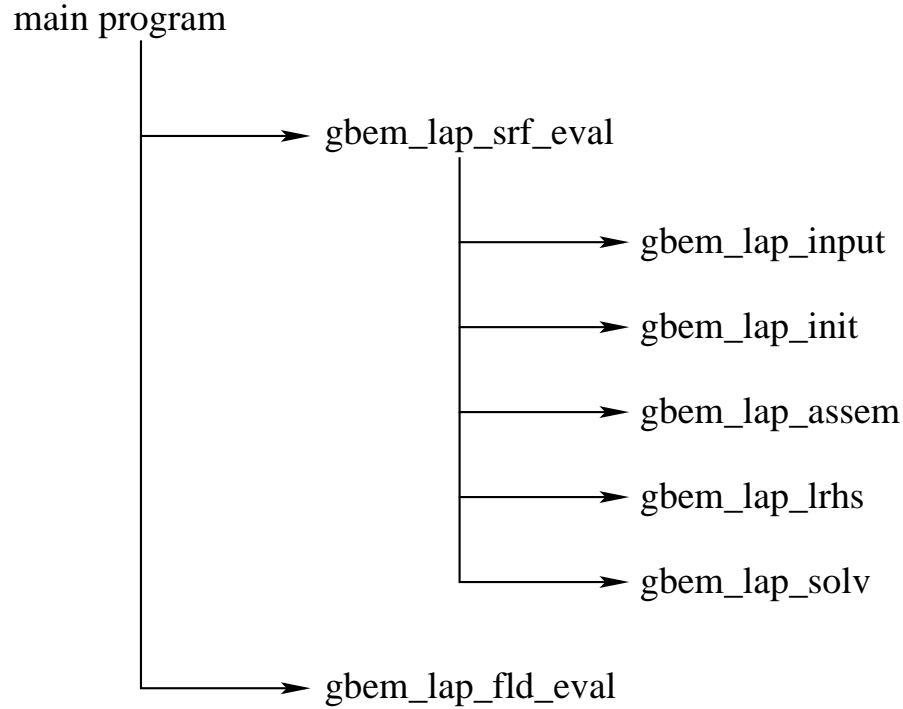 main program
gbem_lap_srf_eval
gbem_lap_input
gbem_lap_init
gbem_lap_assem
gbem_lap_lrhs
gbem_lap_solv
gbem_lap_fld_eval